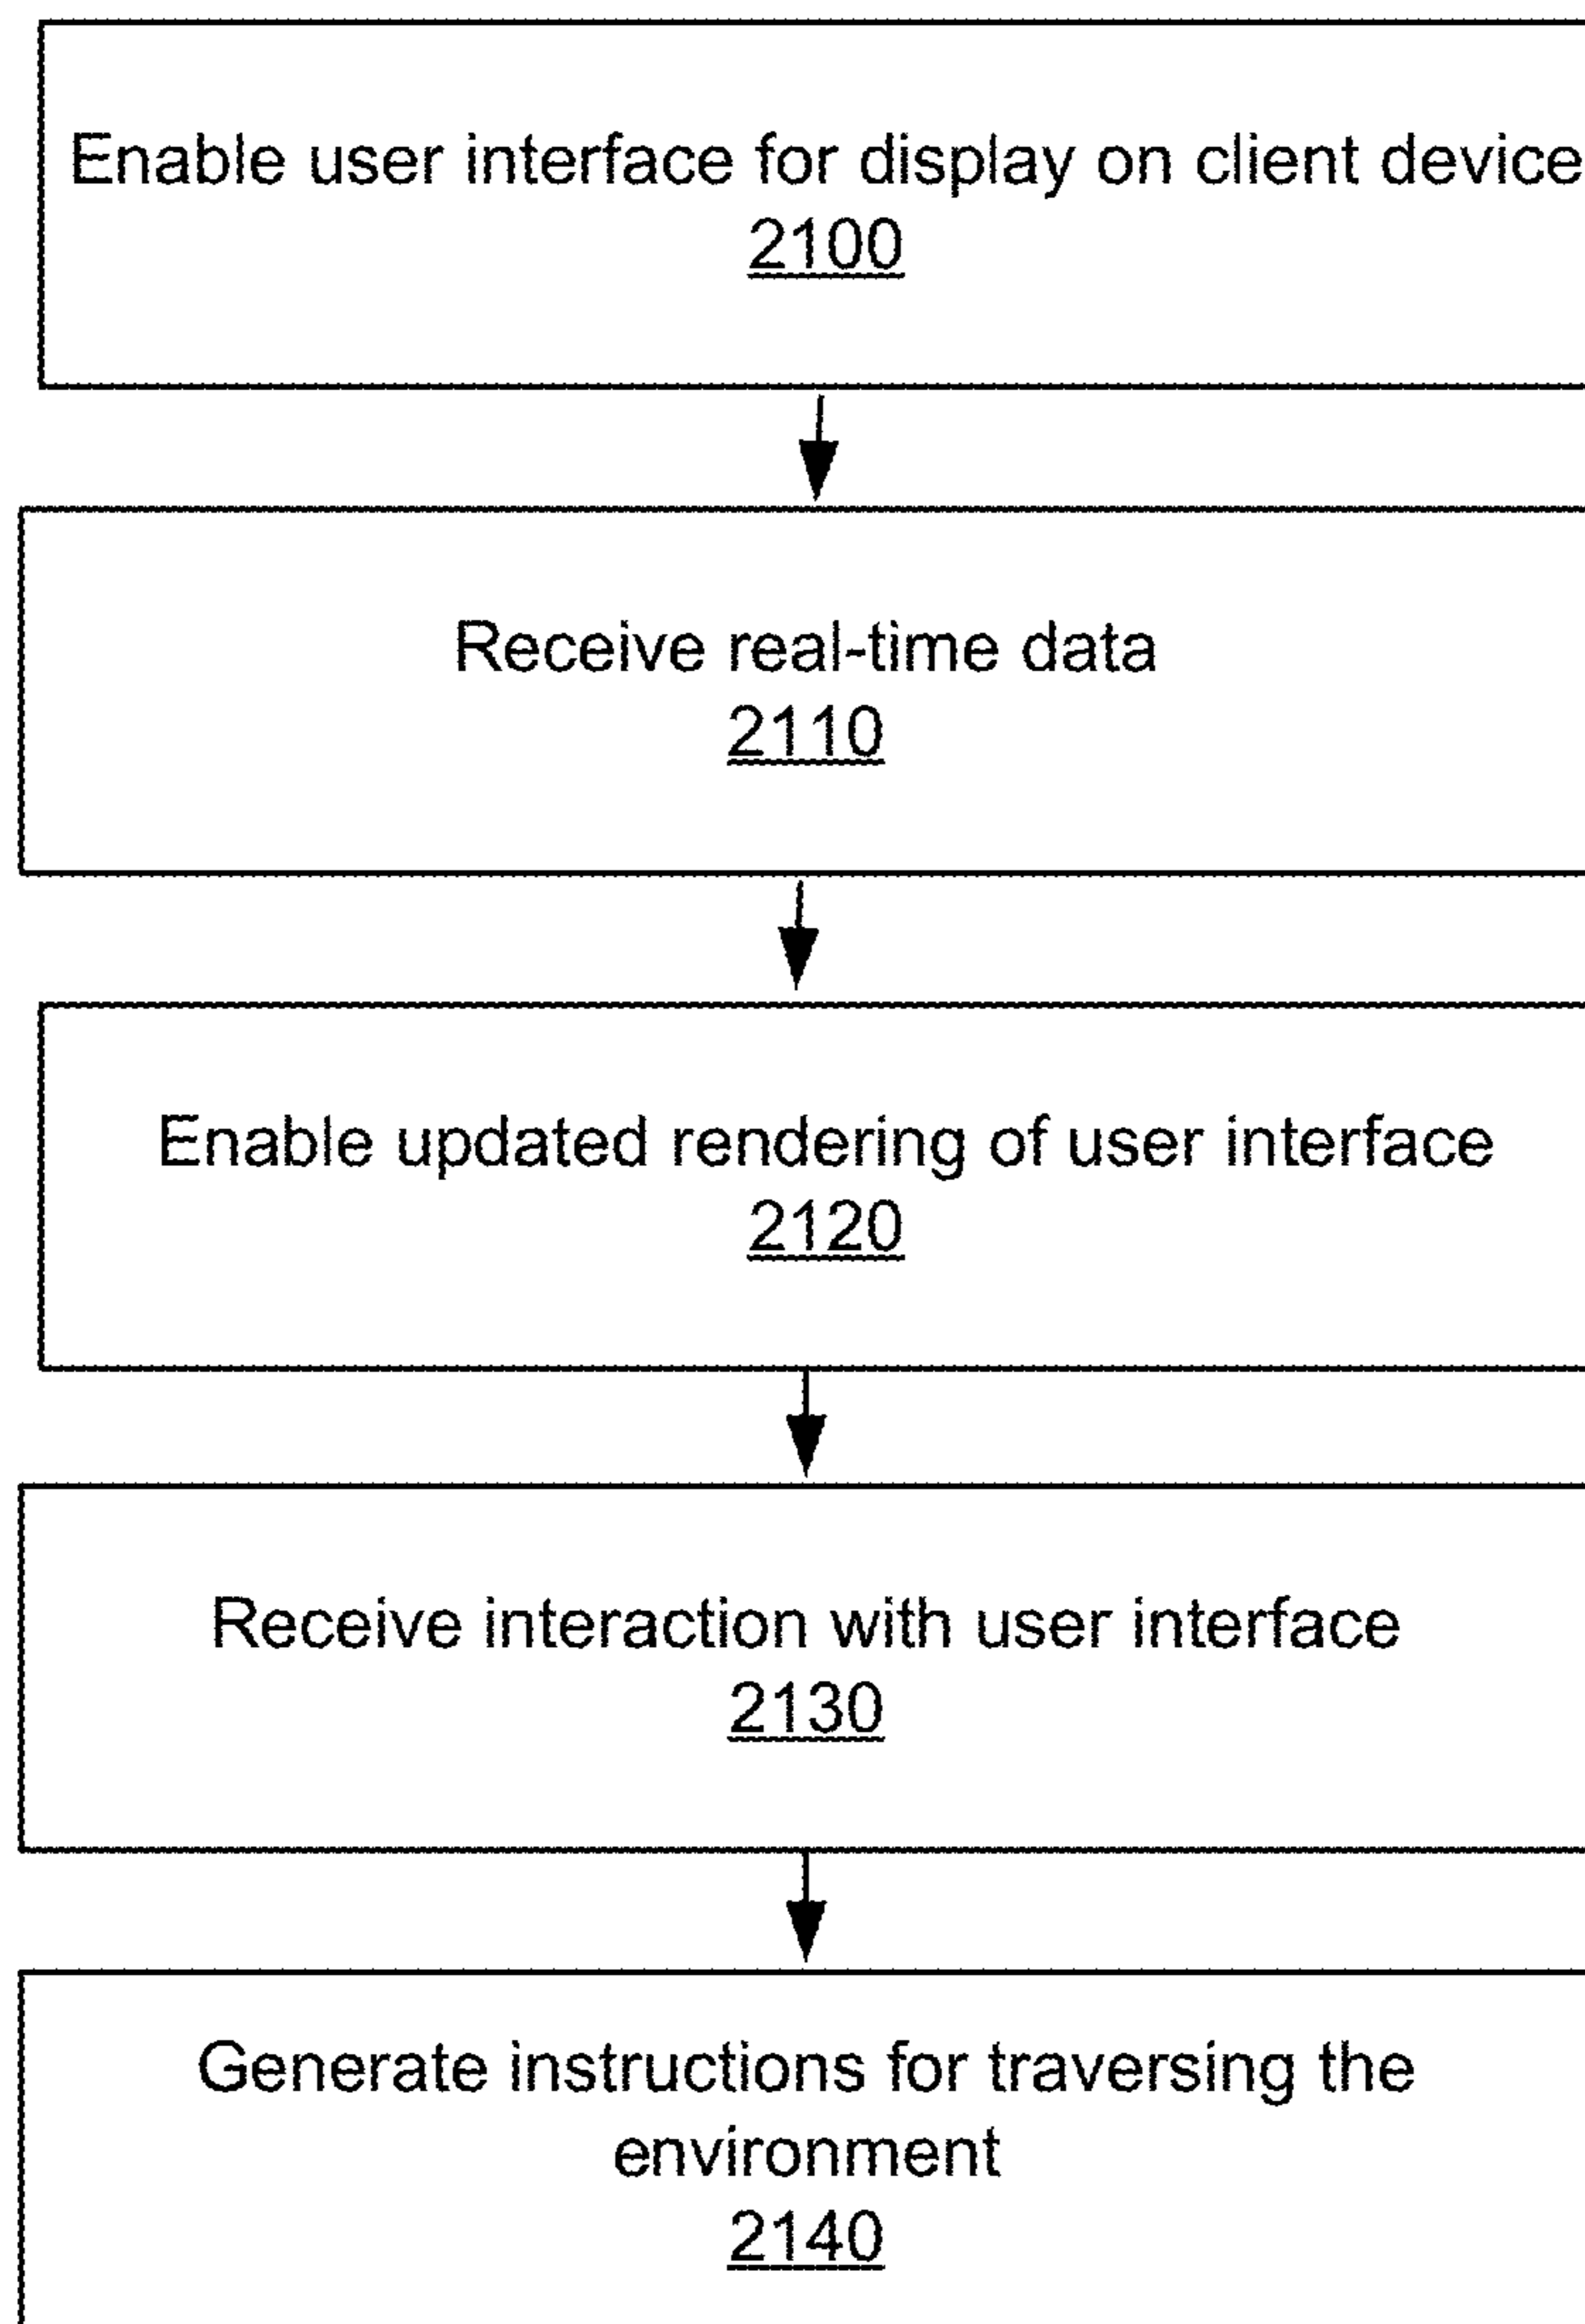 Enable user interface for display on client device
2100
Receive real-time data
2110
Enable updated rendering of user interface
2120
Receive interaction with user interface
2130
Generate instructions for traversing the
environment
2140